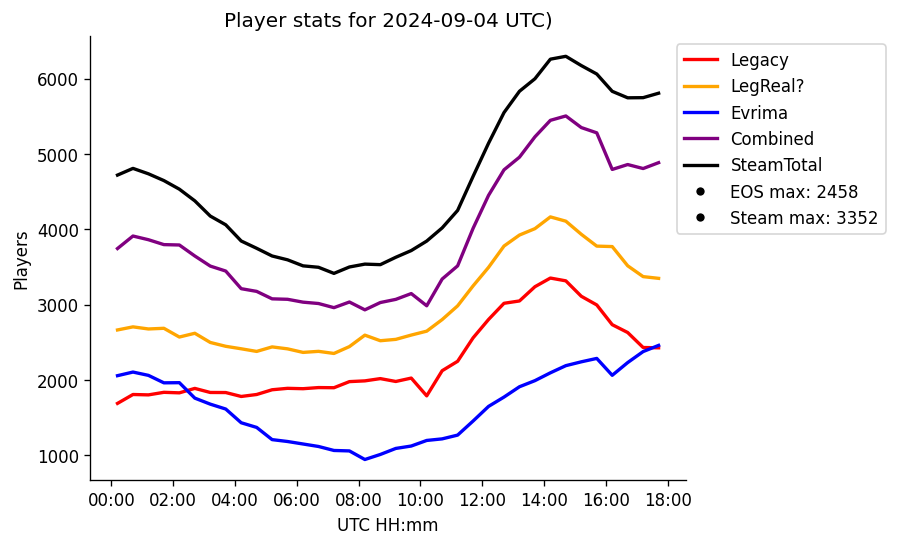 Player stats for 2024-09-04 UTC)
Legacy
LegReal?
Evrima
Combined
SteamTotal
EOS max: 2458
Steam max: 3352
6000
5000
4000
3000
2000
1000
Players
00:00 02:00 04:00 06:00 08:00 10:00 12:00 14:00 16:00 18:00
UTC HH:mm